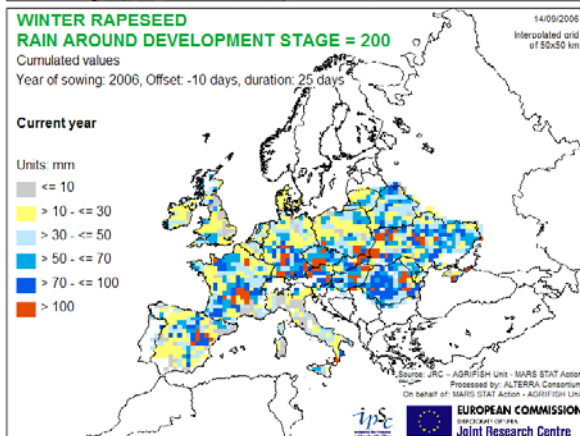 WINTER RAPESEED
14/09/2006
RAIN AROUND DEVELOPMENT STAGE = 200
Interpolated grid
of 50x50 km
Cumulated values
Year of sowing: 2006, Offset: -10 days, duration: 25 days
Current year
Units: mm
<= 10
> 10 - <= 30
> 30 - <= 50
> 50 - <= 70
> 70 - <= 100
> 100
Source: JRC – AGRIFISH Unit - MARS STAT Action
Processed by: ALTERRA Consortium
On behalf of: MARS STAT Action - AGRIFISH Unit
ipsc
EUROPEAN COMMISSION
Joint Research Centre